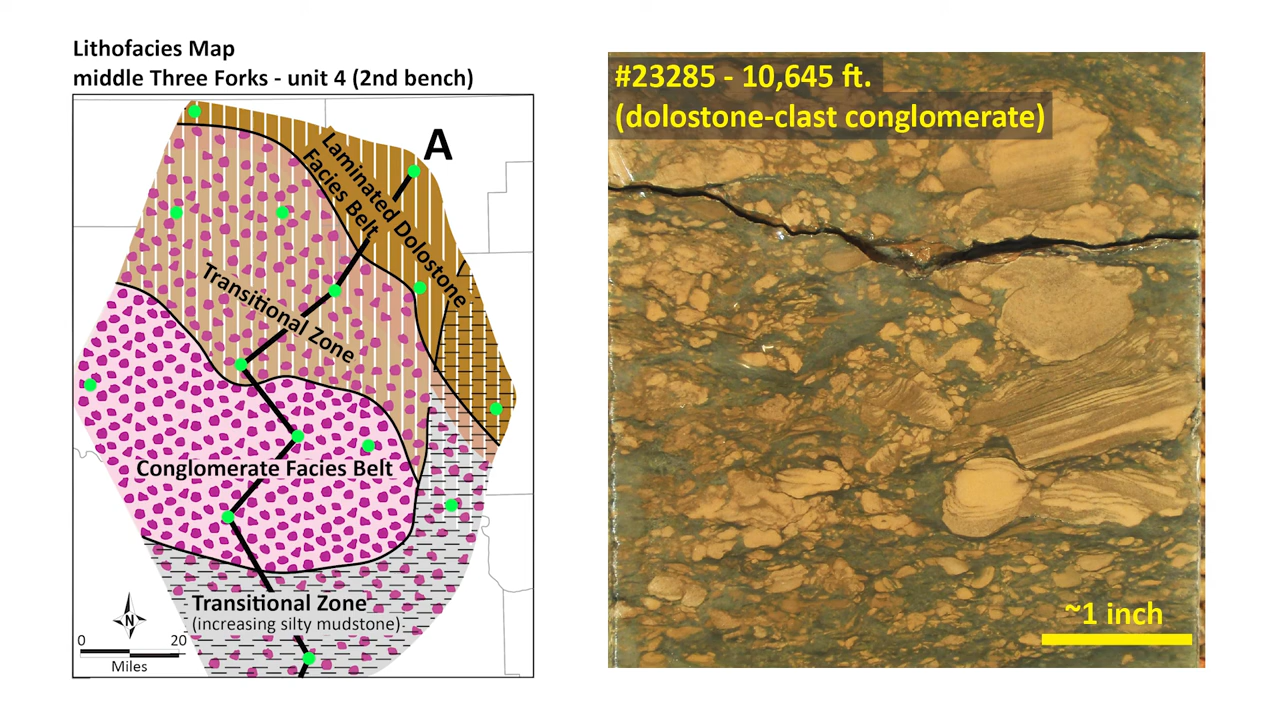 Lithofacies Map
middle Three Forks - unit 4 (2nd bench)
A
Laminated Dolostone
Facies Belt
Transitional Zone
Conglomerate Facies Belt
Transitional Zone
(increasing silty mudstone)
N
0 20
Miles
#23285 - 10,645 ft.
(dolostone-clast conglomerate)
~1 inch